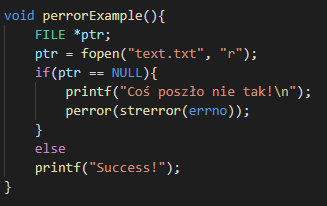 void perrorExample(){
    FILE *ptr;
    ptr = fopen("text.txt", "r");
    if(ptr == NULL){
        printf("Coś poszło nie tak!\n");
        perror(strerror(errno));
    }
    else
    printf("Success!");
}